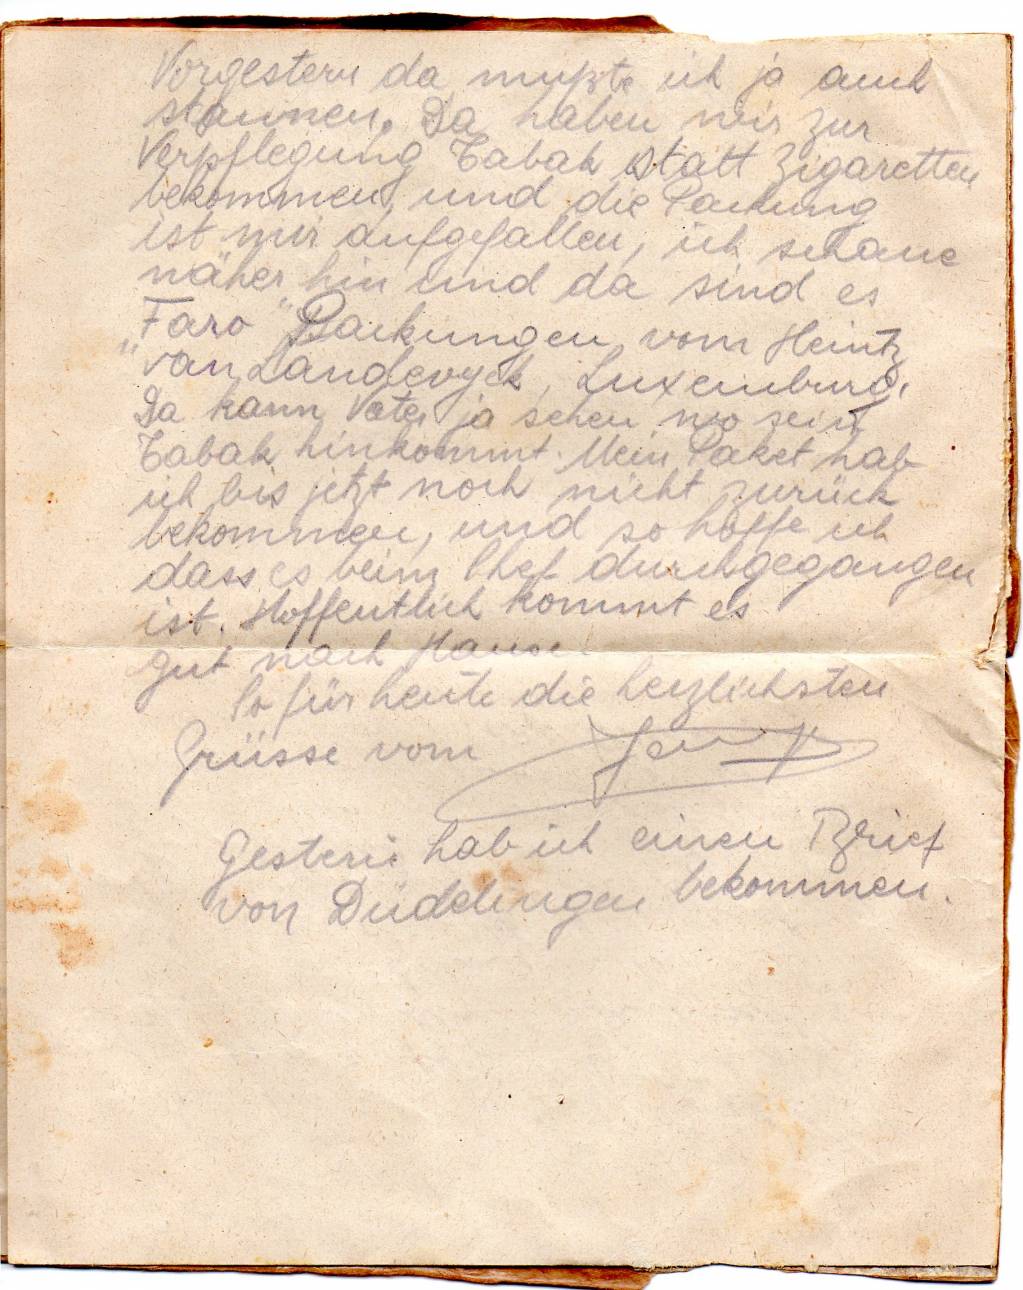 Vorgestern da mußte ich ja auch
staunen. Da haben wir zur
Verpflegung Tabak statt Zigaretten
bekommen, und die Packung
ist mir aufgefallen, ich schaue
näher hin und da sind es
„Faro" Packungen vom Heintz
van Landevyck, Luxemburg.
Da kann Vater ja sehen wo sein
Tabak hinkommt. Mein Paket hab
ich bis jetzt noch nicht zurück
bekommen, und so hoffe ich
dass es beim Chef durchgegangen
ist. Hoffentlich kommt es
gut nach Hause.
So für heute die herzlichsten
Grüsse vom
Gestern hab ich einen Brief
von Düdelingen bekommen.